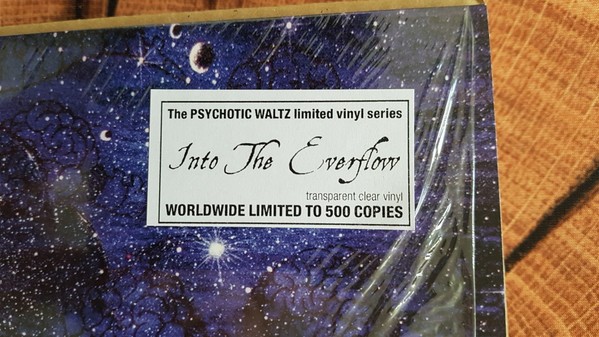 The PSYCHOTIC WALTZ limited vinyl series
Into The Everflow
transparent clear vinyl
WORLDWIDE LIMITED TO 500 COPIES